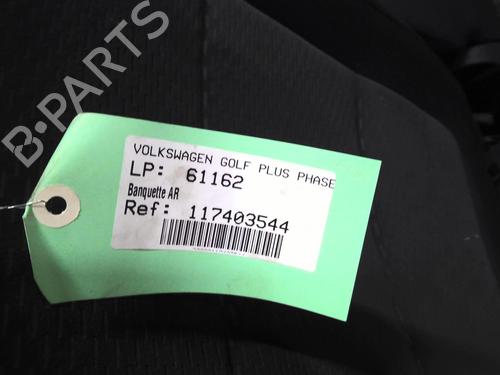 B-PARTS
VOLKSWAGEN GOLF PLUS PHASE
LP: 61162
Banquette AR
Ref: 117403544